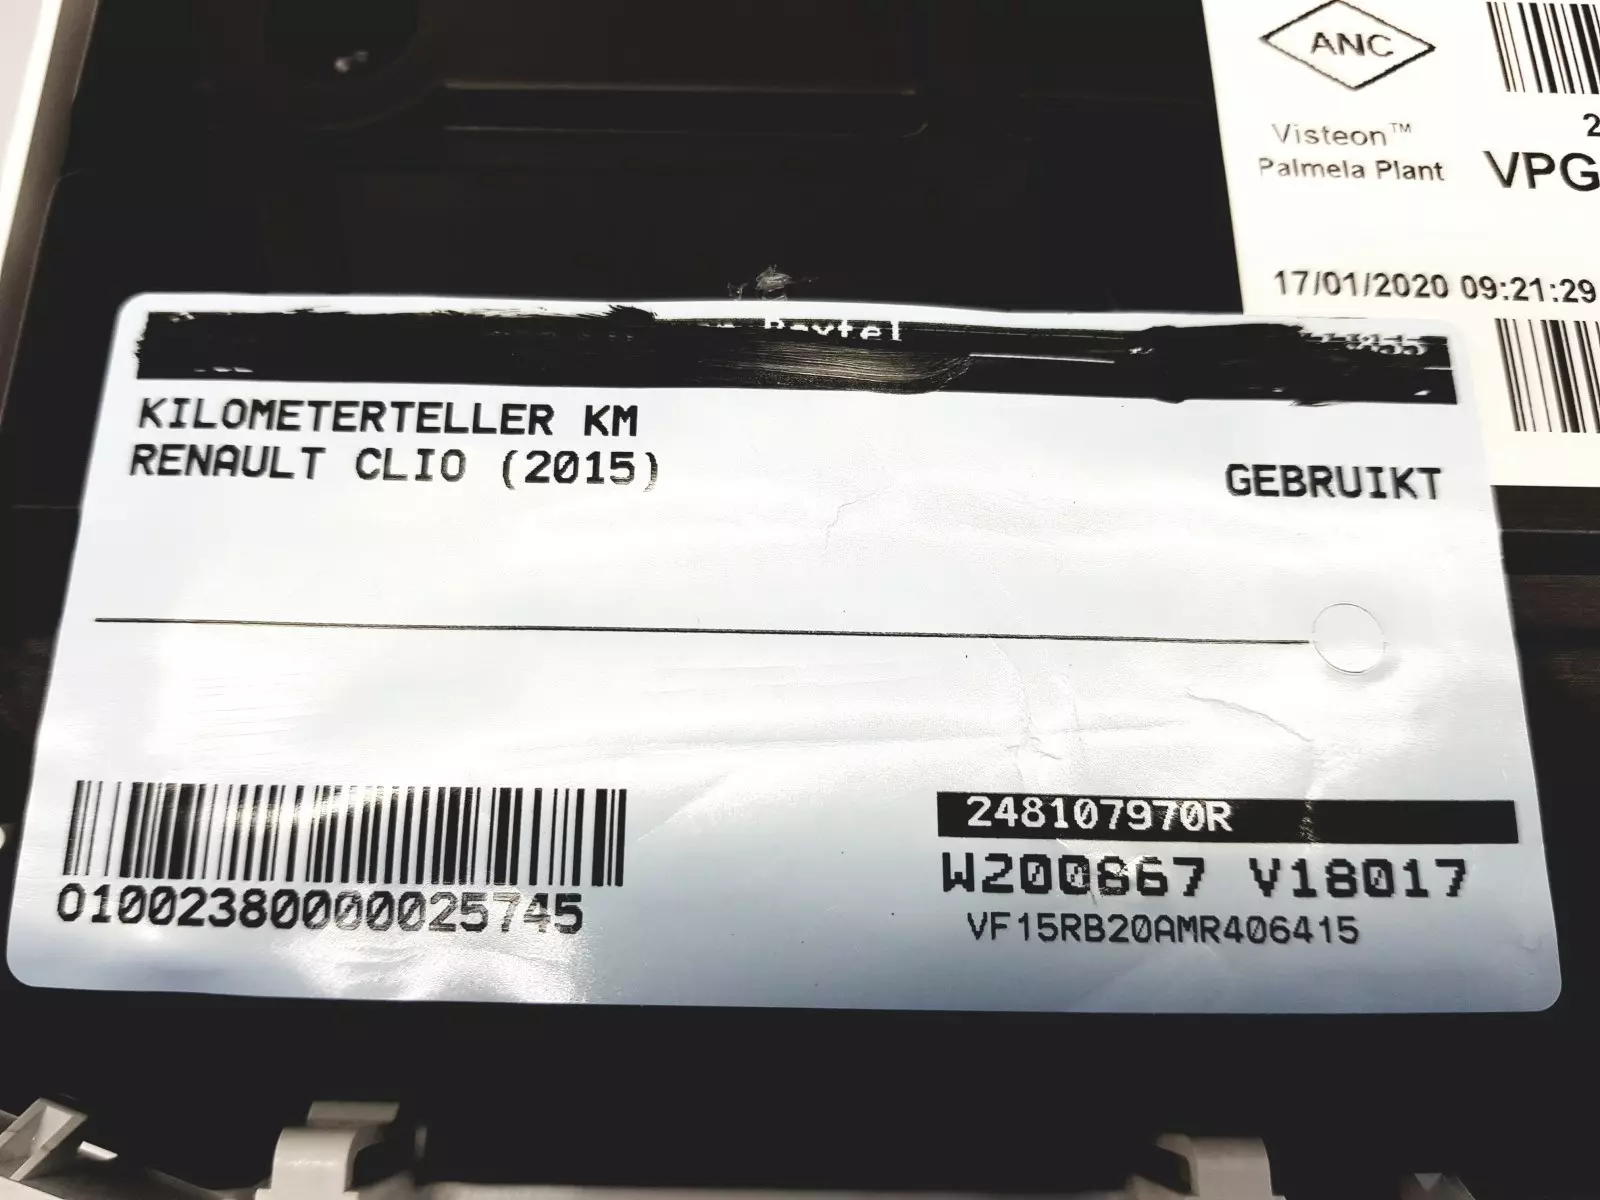 ANC
Visteon™
Palmela Plant
VPG
17/01/2020 09:21:29
KILOMETERTELLER KM
RENAULT CLIO (2015)
GEBRUIKT
248107970R
W200867 V18017
VF15RB20AMR406415
01002380000025745